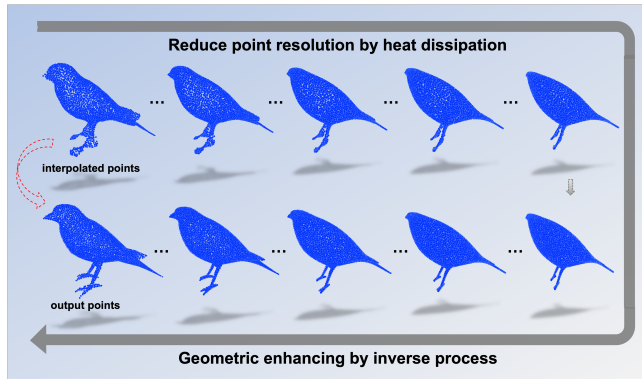 Reduce point resolution by heat dissipation
... ... ... ...
interpolated points
... ... ... ...
output points
Geometric enhancing by inverse process